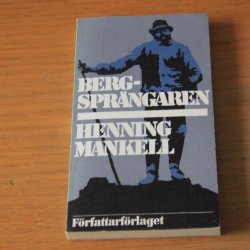 BERG-
SPRÄNGAREN
HENNING
MANKELL
Författarförlaget